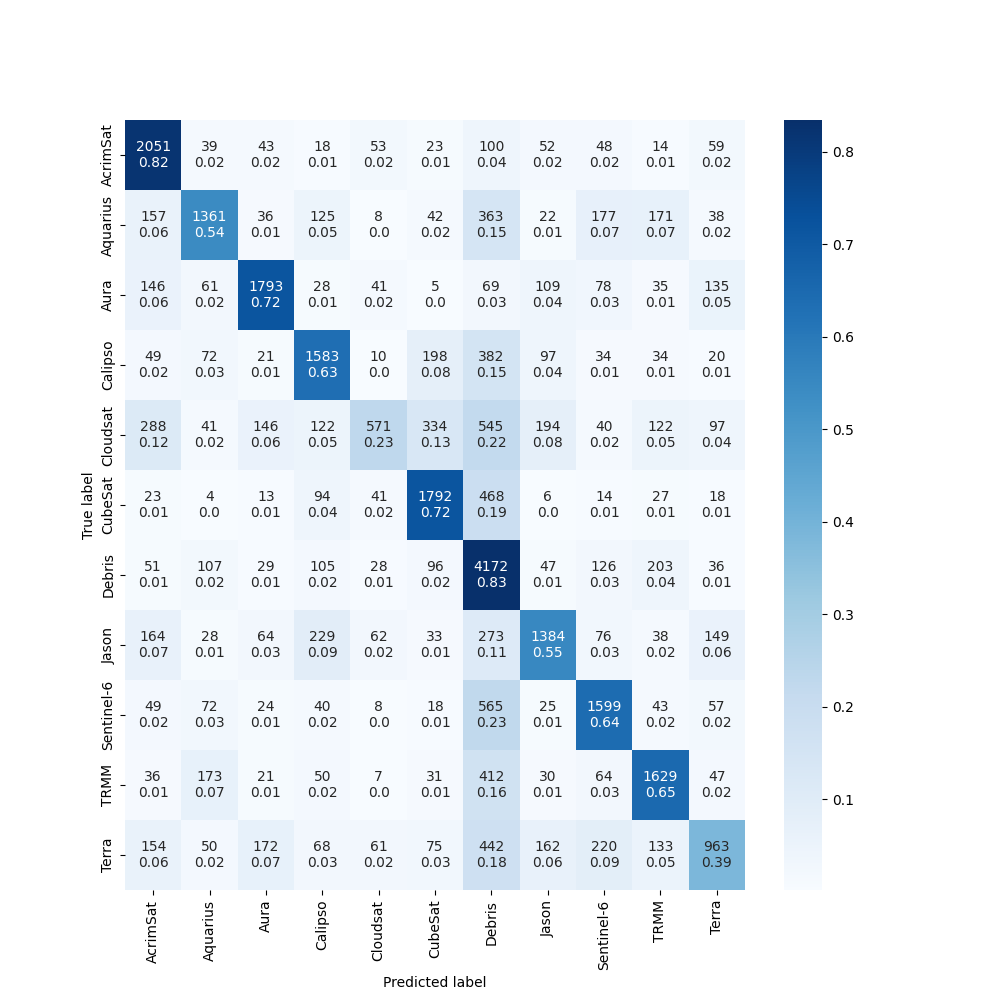 AcrimSat 2051 39 43 18 53 23 100 52 48 14 59
0.82 0.02 0.02 0.01 0.02 0.01 0.04 0.02 0.02 0.01 0.02
Aquarius 157 1361 36 125 8 42 363 22 177 171 38
0.06 0.54 0.01 0.05 0.0 0.02 0.15 0.01 0.07 0.07 0.02
Aura 146 61 1793 28 41 5 69 109 78 35 135
0.06 0.02 0.72 0.01 0.02 0.0 0.03 0.04 0.03 0.01 0.05
Calipso 49 72 21 1583 10 198 382 97 34 34 20
0.02 0.03 0.01 0.63 0.0 0.08 0.15 0.04 0.01 0.01 0.01
Cloudsat 288 41 146 122 571 334 545 194 40 122 97
0.12 0.02 0.06 0.05 0.23 0.13 0.22 0.08 0.02 0.05 0.04
True label
CubeSat 23 4 13 94 41 1792 468 6 14 27 18
0.01 0.0 0.01 0.04 0.02 0.72 0.19 0.0 0.01 0.01 0.01
Debris 51 107 29 105 28 96 4172 47 126 203 36
0.01 0.02 0.01 0.02 0.01 0.02 0.83 0.01 0.03 0.04 0.01
Jason 164 28 64 229 62 33 273 1384 76 38 149
0.07 0.01 0.03 0.09 0.02 0.01 0.11 0.55 0.03 0.02 0.06
Sentinel-6 49 72 24 40 8 18 565 25 1599 43 57
0.02 0.03 0.01 0.02 0.0 0.01 0.23 0.01 0.64 0.02 0.02
TRMM 36 173 21 50 7 31 412 30 64 1629 47
0.01 0.07 0.01 0.02 0.0 0.01 0.16 0.01 0.03 0.65 0.02
Terra 154 50 172 68 61 75 442 162 220 133 963
0.06 0.02 0.07 0.03 0.02 0.03 0.18 0.06 0.09 0.05 0.39
AcrimSat Aquarius Aura Calipso Cloudsat CubeSat Debris Jason Sentinel-6 TRMM Terra
Predicted label
0.8
0.7
0.6
0.5
0.4
0.3
0.2
0.1